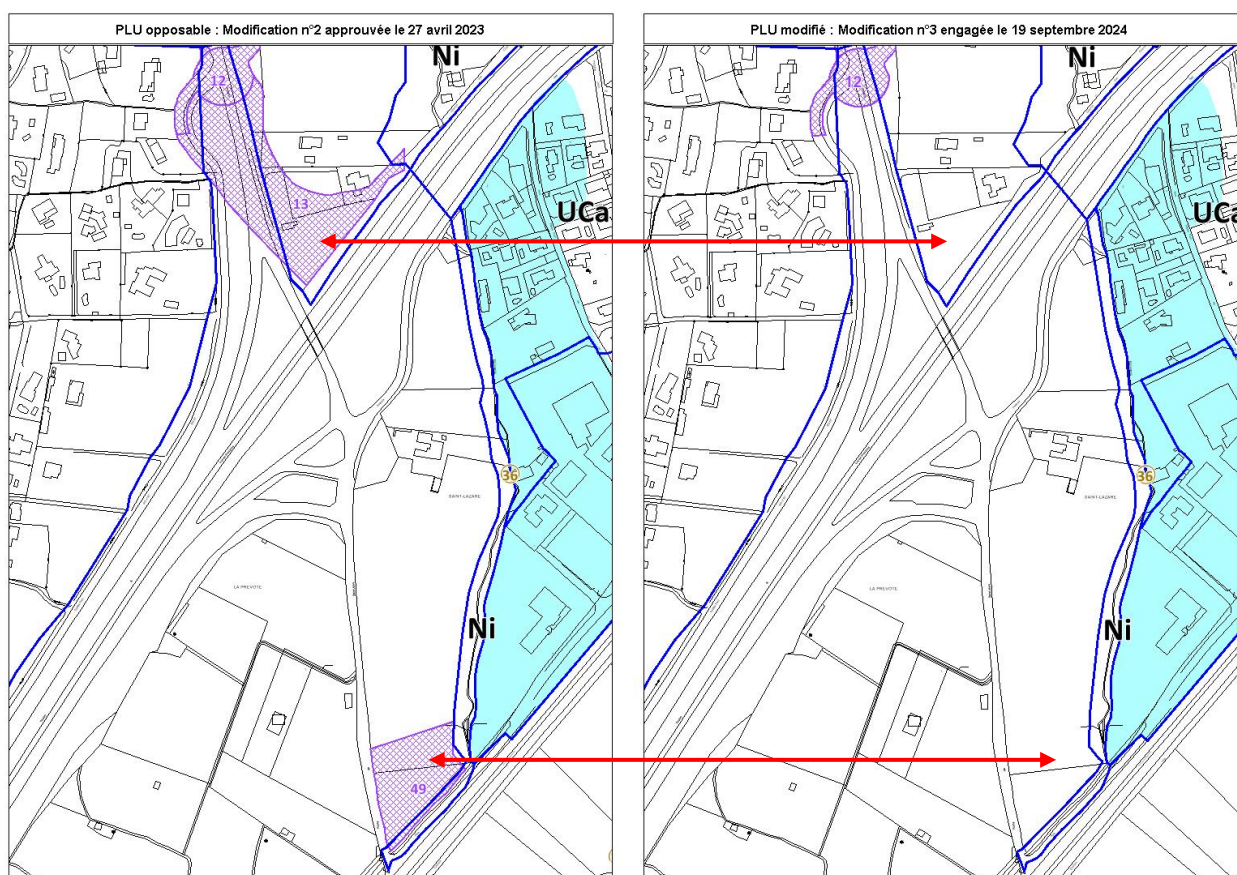 PLU opposable : Modification n°2 approuvée le 27 avril 2023
Ni
12
13
UCa
36
SAINT-LAZARE
LA PREVOTE
Ni
49
PLU modifié : Modification n°3 engagée le 19 septembre 2024
Ni
12
UCa
36
SAINT-LAZARE
LA PREVOTE
Ni